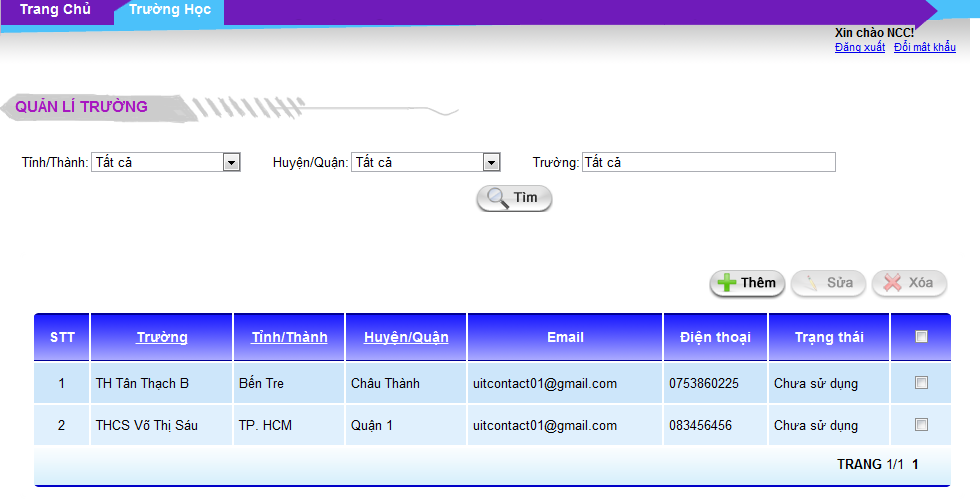 Trang Chủ Trường Học
Xin chào NCC!
Đăng xuất Đổi mật khẩu
QUẢN LÍ TRƯỜNG
Tỉnh/Thành: Tất cả Huyện/Quận: Tất cả Trường: Tất cả
Tìm
Thêm Sửa Xóa
STT Trường Tỉnh/Thành Huyện/Quận Email Điện thoại Trạng thái
1 TH Tân Thạch B Bến Tre Châu Thành uitcontact01@gmail.com 0753860225 Chưa sử dụng
2 THCS Võ Thị Sáu TP. HCM Quận 1 uitcontact01@gmail.com 083456456 Chưa sử dụng
TRANG 1/1 1